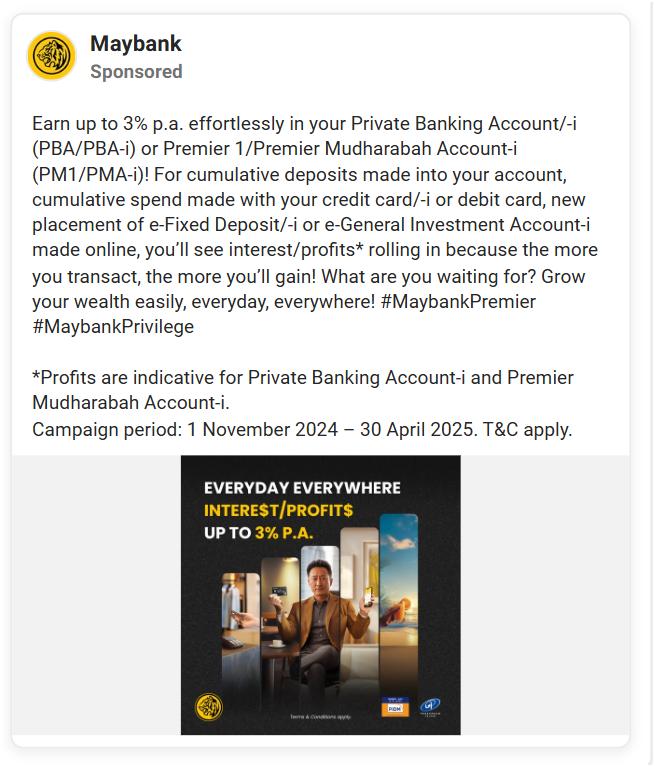 Maybank
Sponsored
Earn up to 3% p.a. effortlessly in your Private Banking Account/-i
(PBA/PBA-i) or Premier 1/Premier Mudharabah Account-i
(PM1/PMA-i)! For cumulative deposits made into your account,
cumulative spend made with your credit card/-i or debit card, new
placement of e-Fixed Deposit/-i or e-General Investment Account-i
made online, you’ll see interest/profits* rolling in because the more
you transact, the more you’ll gain! What are you waiting for? Grow
your wealth easily, everyday, everywhere! #MaybankPremier
#MaybankPrivilege
*Profits are indicative for Private Banking Account-i and Premier
Mudharabah Account-i.
Campaign period: 1 November 2024 – 30 April 2025. T&C apply.
EVERYDAY EVERYWHERE
INTERE$T/PROFIT$
UP TO 3% P.A.
Terms & Conditions apply.
PIDM